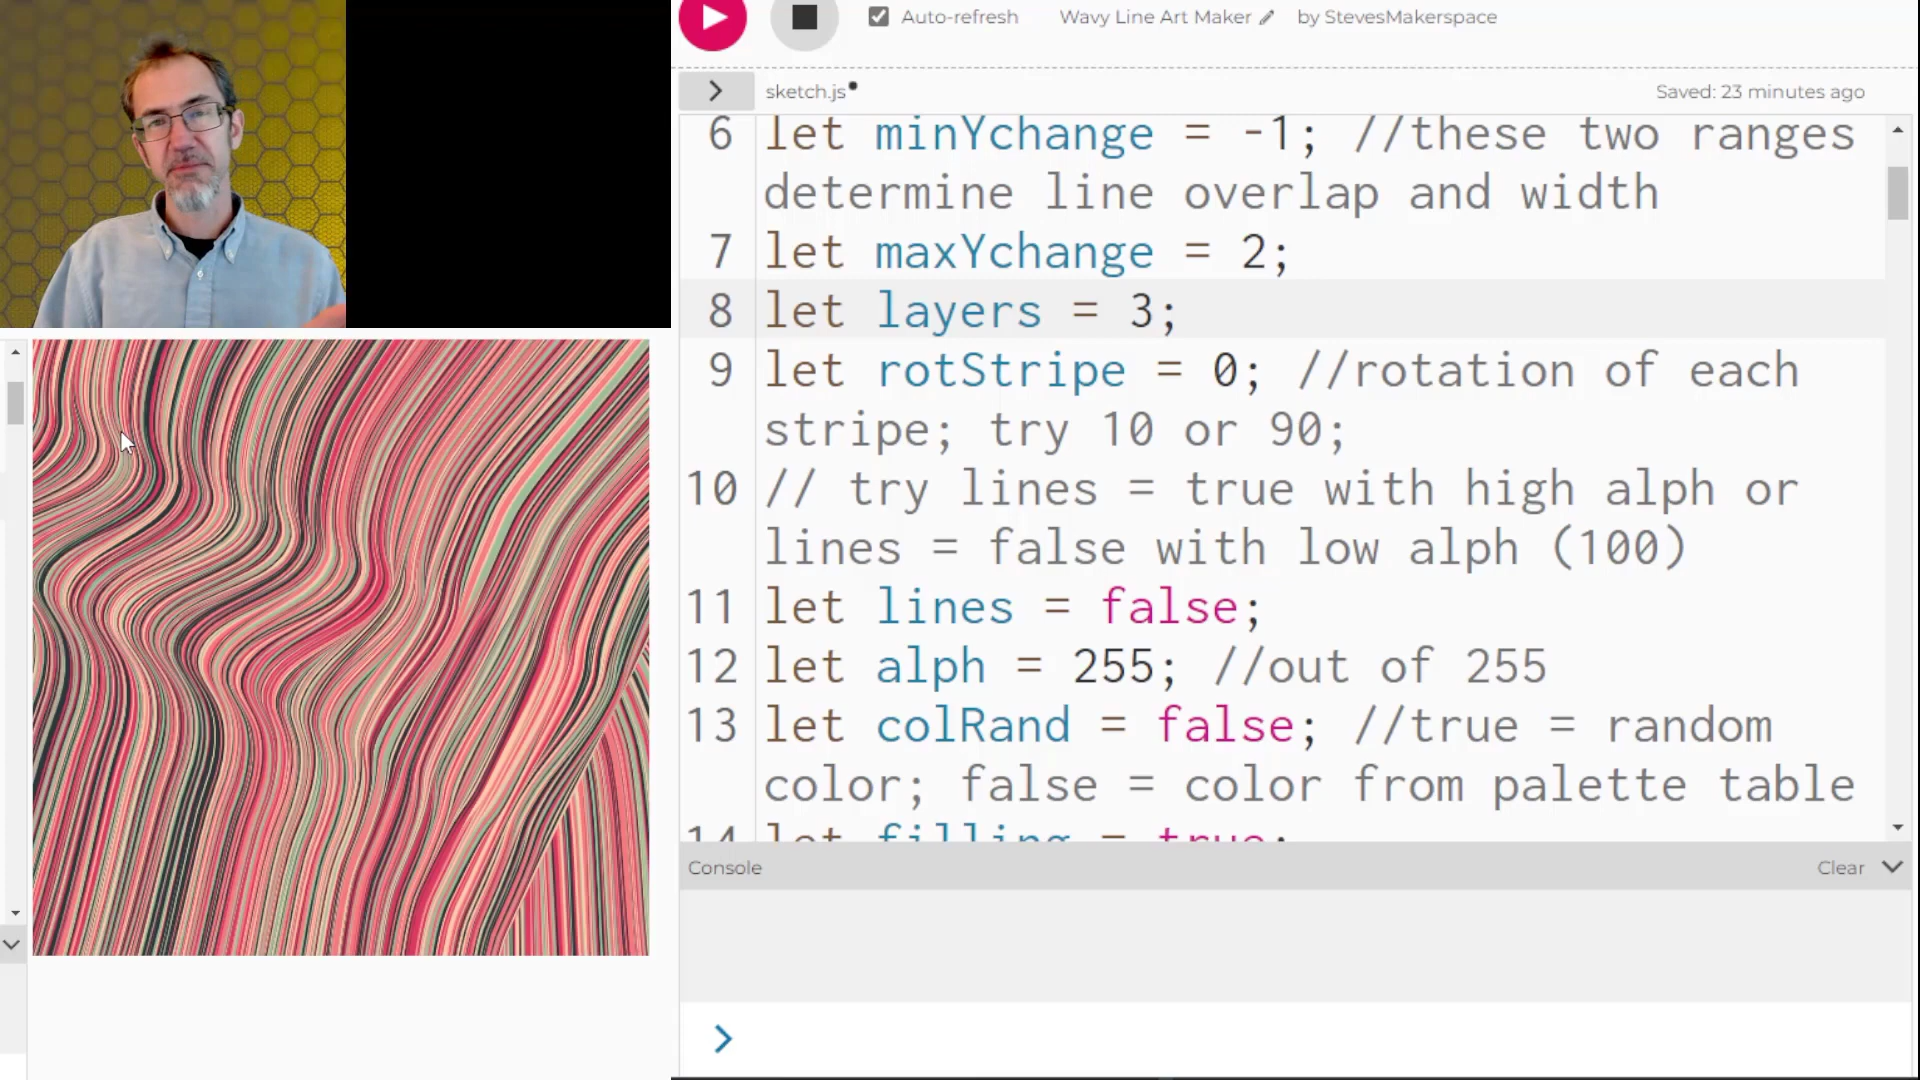 Auto-refresh Wavy Line Art Maker by StevesMakerspace
sketch.js Saved: 23 minutes ago
6 let minYchange = -1; //these two ranges
determine line overlap and width
7 let maxYchange = 2;
8 let layers = 3;
9 let rotStripe = 0; //rotation of each
stripe; try 10 or 90;
10 // try lines = true with high alph or
lines = false with low alph (100)
11 let lines = false;
12 let alph = 255; //out of 255
13 let colRand = false; //true = random
color; false = color from palette table
14 let filling = true;
Console Clear